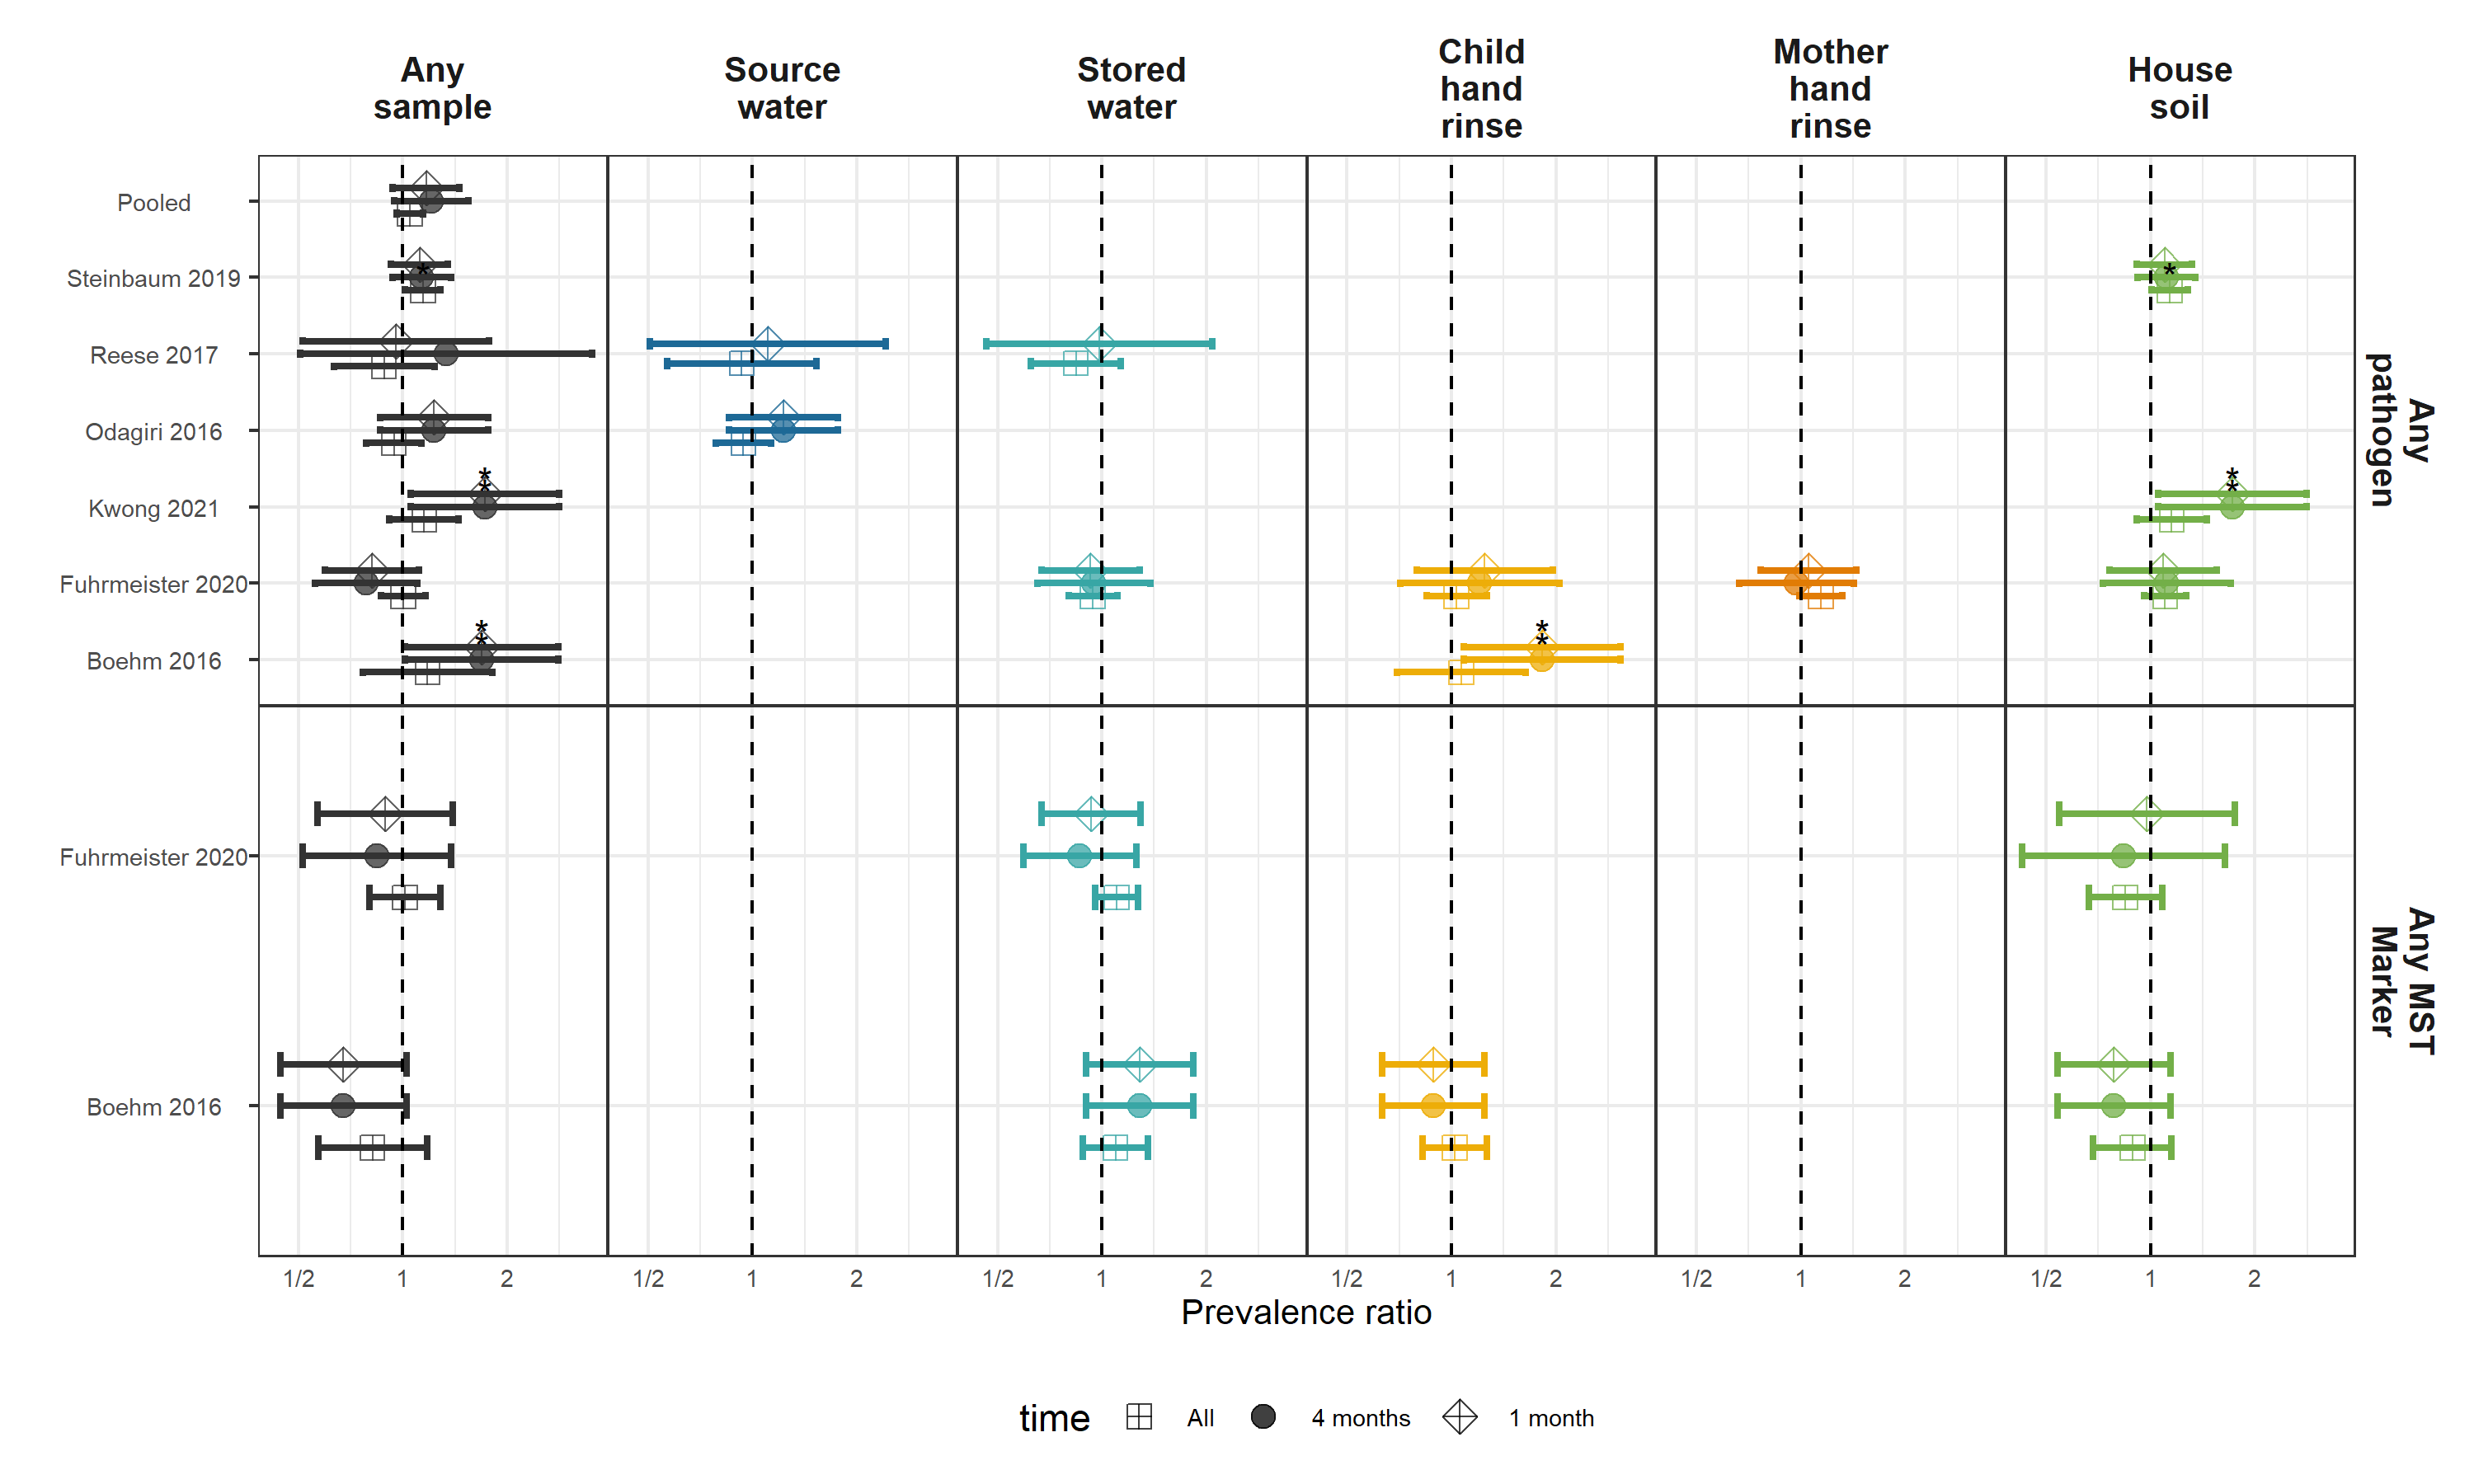 Any
sample
Source
water
Stored
water
Child
hand
rinse
Mother
hand
rinse
House
soil
Pooled
Steinbaum 2019
*
*
Reese 2017
Odagiri 2016
Kwong 2021
*
*
*
*
Fuhrmeister 2020
Boehm 2016
*
*
*
*
Any
pathogen
Fuhrmeister 2020
Boehm 2016
Any MST
Marker
1/2 1 2 1/2 1 2 1/2 1 2 1/2 1 2 1/2 1 2 1/2 1 2
Prevalence ratio
time All 4 months 1 month